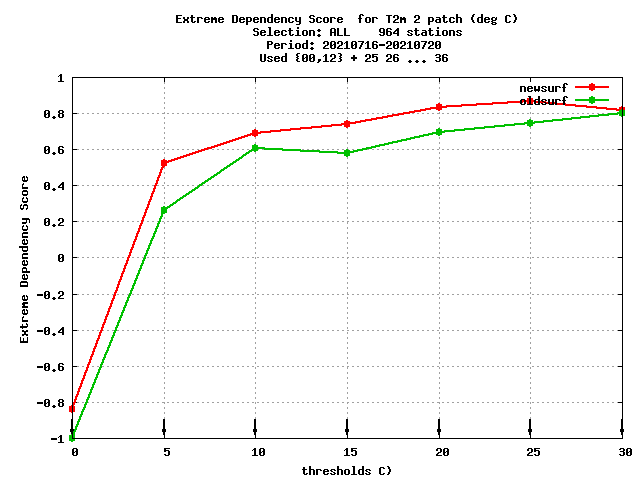 Extreme Dependency Score  for T2m 2 patch (deg C)
Selection: ALL    964 stations
Period: 20210716-20210720
Used {00,12} + 25 26 ... 36
newsurf
oldsurf
1
0.8
0.6
0.4
0.2
0
-0.2
-0.4
-0.6
-0.8
-1
Extreme Dependency Score
0 5 10 15 20 25 30
thresholds C)